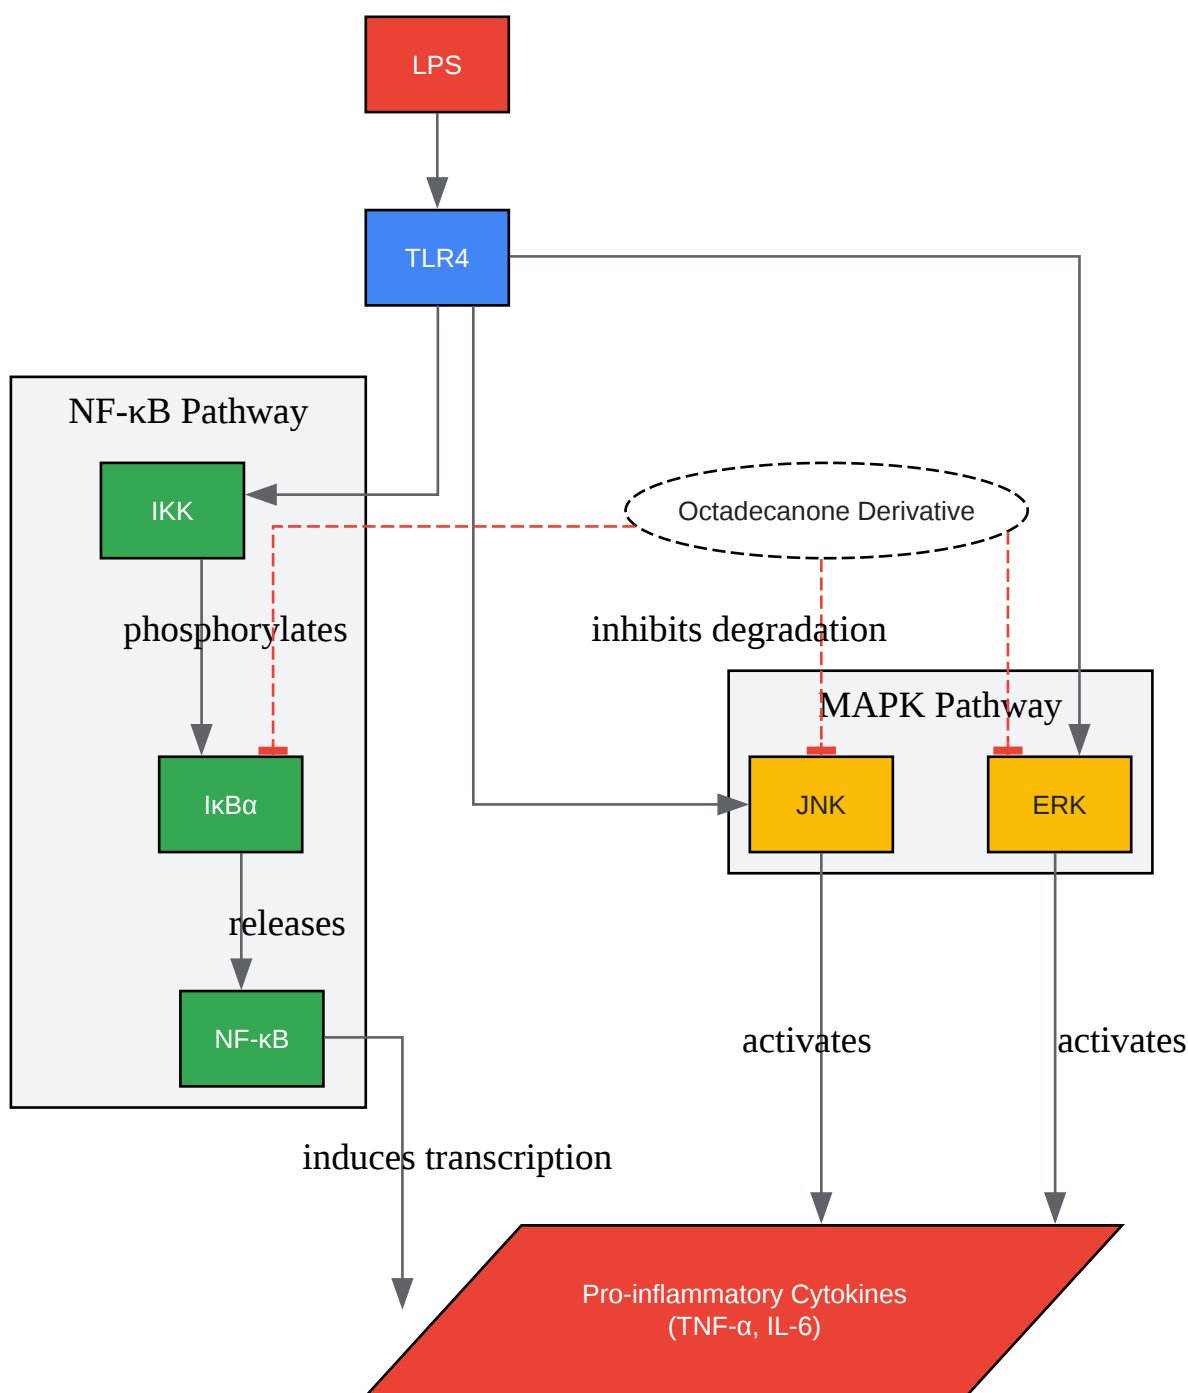 LPS
TLR4
NF-κB Pathway
IKK
Octadecanone Derivative
phosphorylates
inhibits degradation
MAPK Pathway
IκBα
JNK
ERK
releases
NF-κB
activates
activates
induces transcription
Pro-inflammatory Cytokines
(TNF-α, IL-6)